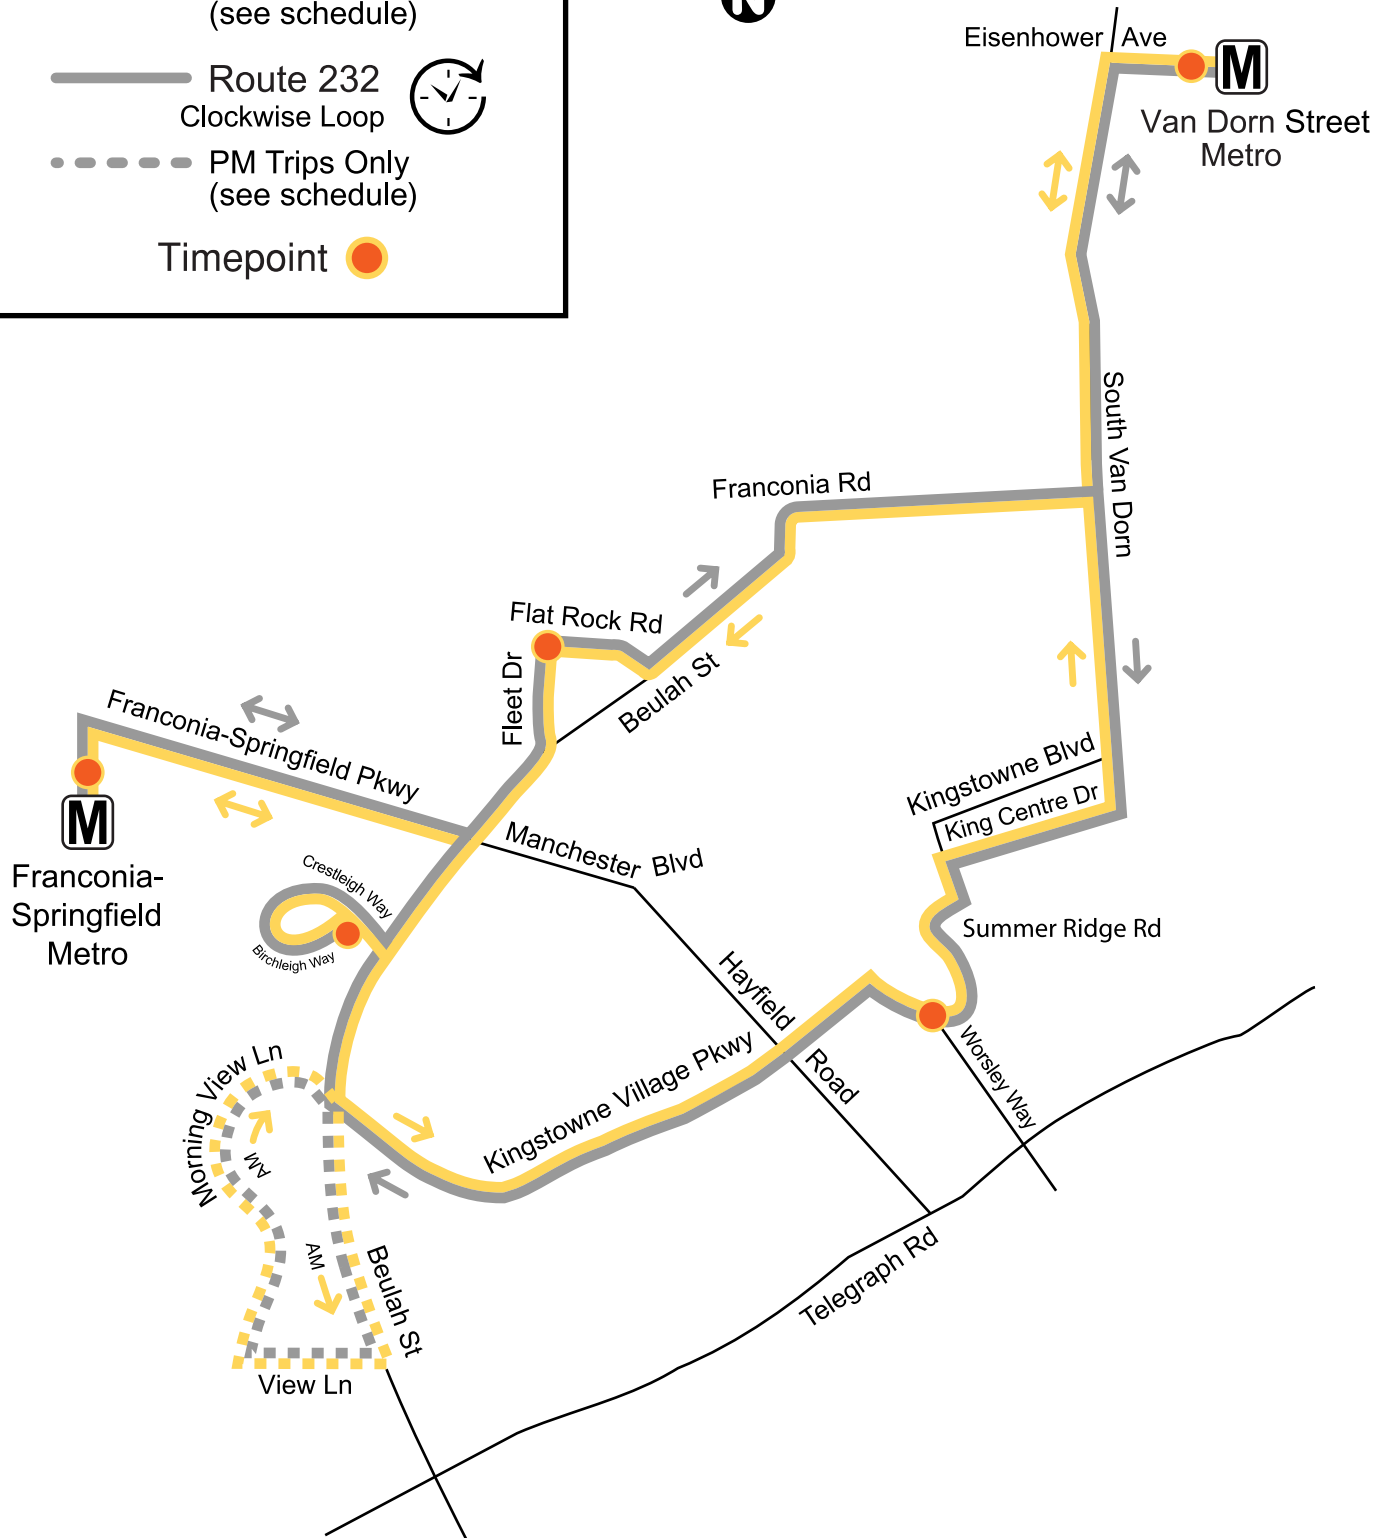 (see schedule)
Route 232
Clockwise Loop
PM Trips Only
(see schedule)
Timepoint
Eisenhower Ave
M
Van Dorn Street
Metro
South Van Dorn
Franconia Rd
Flat Rock Rd
Fleet Dr
Beulah St
Franconia-Springfield Pkwy
M
Franconia-
Springfield
Metro
Manchester Blvd
Kingstowne Blvd
King Centre Dr
Crestleigh Way
Birchleigh Way
Summer Ridge Rd
Hayfield Road
Worsley Way
Kingstowne Village Pkwy
Morning View Ln
AM
AM
Beulah St
View Ln
Telegraph Rd